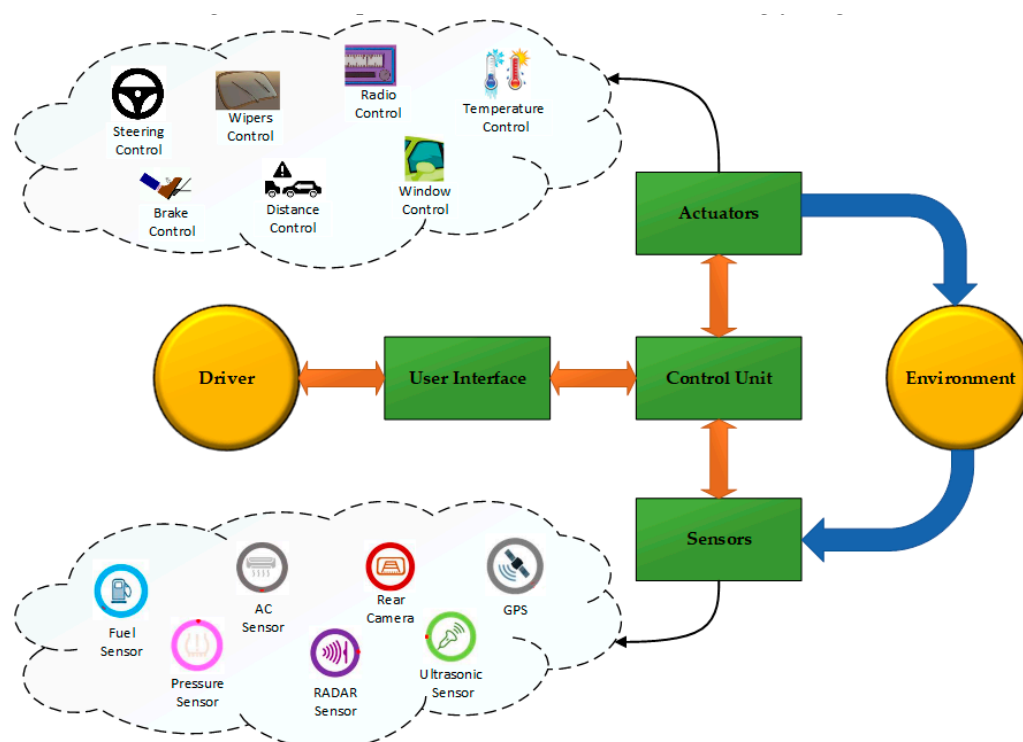 Radio
Control
Temperature
Control
Wipers
Control
Steering
Control
Window
Control
Brake
Control
Distance
Control
Actuators
Driver
User Interface
Control Unit
Environment
Sensors
AC
Sensor
Rear
Camera
GPS
Fuel
Sensor
Pressure
Sensor
RADAR
Sensor
Ultrasonic
Sensor